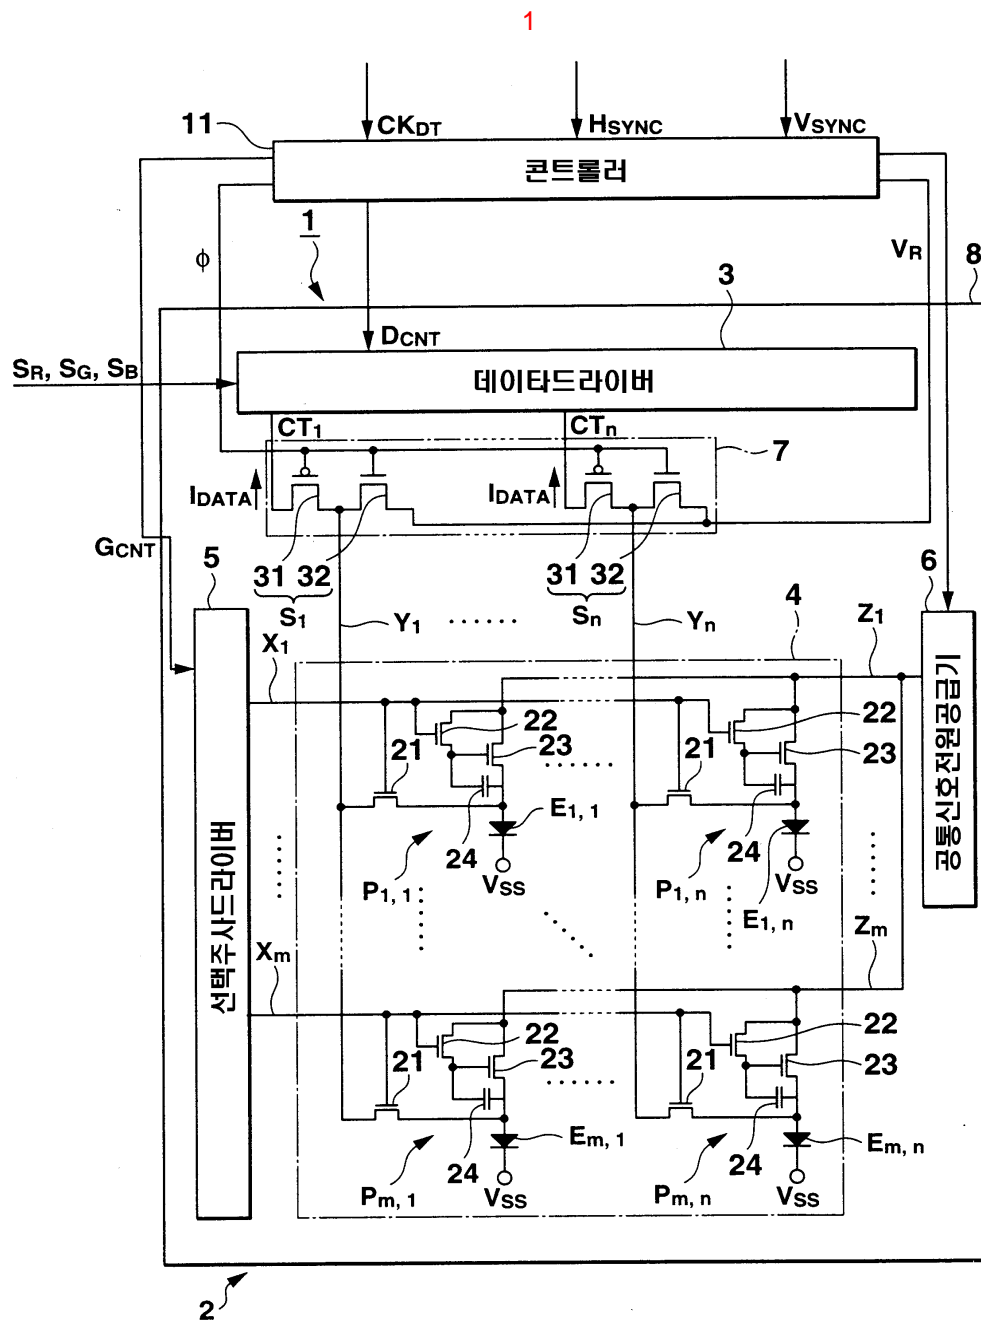 1
11
CKDT
HSYNC
VSYNC
콘트롤러
1
ϕ
VR
8
3
DCNT
SR, SG, SB
데이타드라이버
CT1
CTn
7
IDATA
IDATA
GCNT
5
31 32
31 32
6
S1
Sn
Y1
Yn
4
Z1
X1
공통신호전원공급기
선택주사드라이버
22
22
21
23
21
23
E1, 1
24
24
P1, 1
VSS
P1, n
VSS
E1, n
Xm
Zm
22
22
21
23
21
23
Em, 1
Em, n
24
24
Pm, 1
VSS
Pm, n
VSS
2